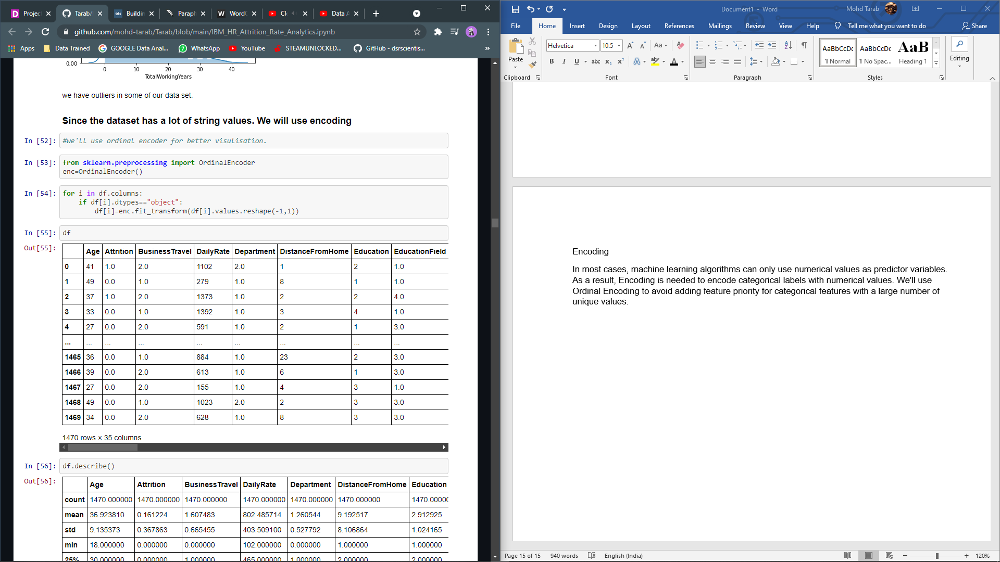 Projec
Tarab/
tds Buildin
Paraph
W Word
Cl
Data A
github.com/mohd-tarab/Tarab/blob/main/IBM_HR_Attrition_Rate_Analytics.ipynb
Apps Data Trained GOOGLE Data Anal... WhatsApp YouTube STEAMUNLOCKED... GitHub - dsrscientis... »
0.00
0 10 20 30 40
TotalWorkingYears
we have outliers in some of our data set.
Since the dataset has a lot of string values. We will use encoding
In [52]: #we'll use ordinal encoder for better visulisation.
In [53]: from sklearn.preprocessing import OrdinalEncoder
enc=OrdinalEncoder()
In [54]: for i in df.columns:
if df[i].dtypes=="object":
df[i]=enc.fit_transform(df[i].values.reshape(-1,1))
In [55]: df
Out[55]:
Age Attrition BusinessTravel DailyRate Department DistanceFromHome Education EducationField
0 41 1.0 2.0 1102 2.0 1 2 1.0
1 49 0.0 1.0 279 1.0 8 1 1.0
2 37 1.0 2.0 1373 1.0 2 2 4.0
3 33 0.0 1.0 1392 1.0 3 4 1.0
4 27 0.0 2.0 591 1.0 2 1 3.0
... ... ... ... ... ... ... ... ...
1465 36 0.0 1.0 884 1.0 23 2 3.0
1466 39 0.0 2.0 613 1.0 6 1 3.0
1467 27 0.0 2.0 155 1.0 4 3 1.0
1468 49 0.0 1.0 1023 2.0 2 3 3.0
1469 34 0.0 2.0 628 1.0 8 3 3.0
1470 rows × 35 columns
In [56]: df.describe()
Out[56]:
Age Attrition BusinessTravel DailyRate Department DistanceFromHome Education
count 1470.000000 1470.000000 1470.000000 1470.000000 1470.000000 1470.000000 1470.0000
mean 36.923810 0.161224 1.607483 802.485714 1.260544 9.192517 2.912925
std 9.135373 0.367863 0.665455 403.509100 0.527792 8.106864 1.024165
min 18.000000 0.000000 0.000000 102.000000 0.000000 1.000000 1.000000
25% 30.000000 0.000000 1.000000 465.000000 1.000000 2.000000 2.000000
Document1 - Word
Mohd Tarab
File Home Insert Design Layout References Mailings Review View Help Tell me what you want to do Share
Paste
Helvetica 10.5
B I U abc x₂ x²
AaBbCcDc AaBbCcDc AaB
¶ Normal ¶ No Spac... Heading 1
Editing
Clipboard Font Paragraph Styles
Encoding
In most cases, machine learning algorithms can only use numerical values as predictor variables.
As a result, Encoding is needed to encode categorical labels with numerical values. We'll use
Ordinal Encoding to avoid adding feature priority for categorical features with a large number of
unique values.
Page 15 of 15 940 words English (India) 120%